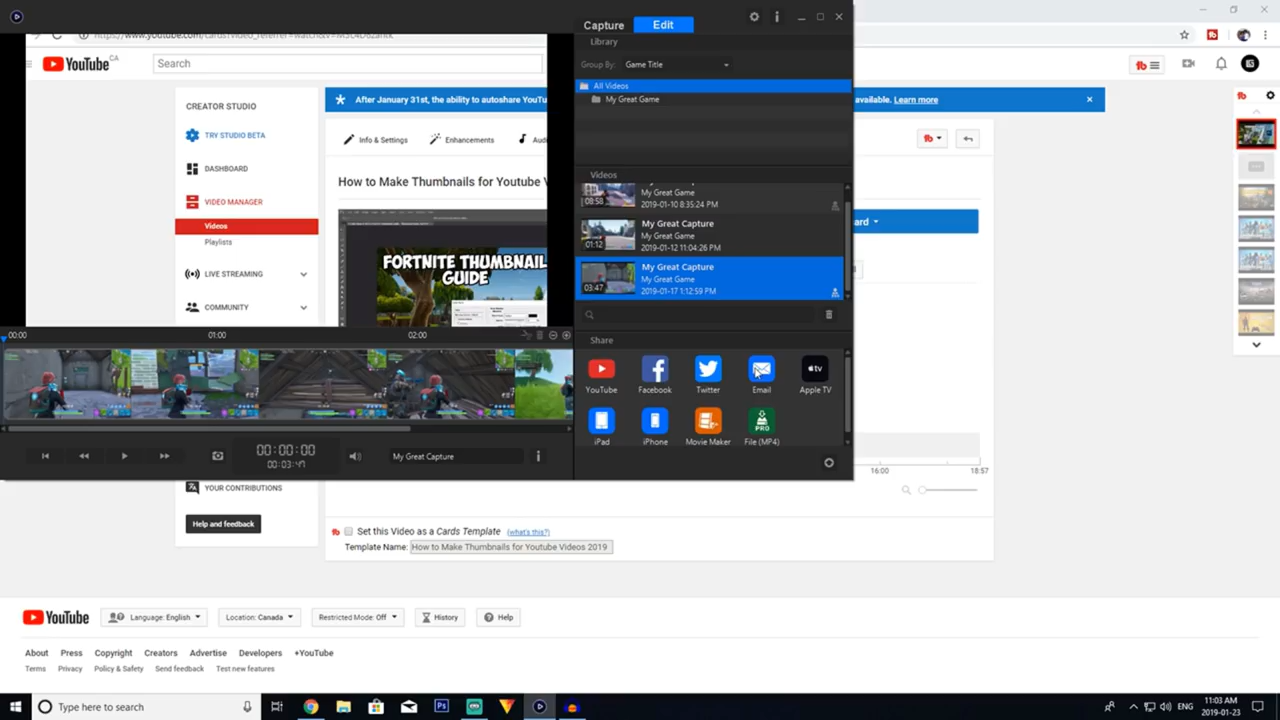 Capture
Edit
Library
Group By: Game Title
All Videos
My Great Game
Videos
My Great Game
2019-01-10 8:35:24 PM
08:58
My Great Capture
My Great Game
2019-01-12 11:04:26 PM
01:12
My Great Capture
My Great Game
2019-01-17 1:12:59 PM
03:47
Share
YouTube
Facebook
Twitter
Email
Apple TV
tv
iPad
iPhone
Movie Maker
PRO
File (MP4)
YouTube CA
Search
CREATOR STUDIO
TRY STUDIO BETA
DASHBOARD
VIDEO MANAGER
Videos
Playlists
LIVE STREAMING
COMMUNITY
After January 31st, the ability to autoshare YouTu
available. Learn more
Info & Settings
Enhancements
Aud
How to Make Thumbnails for Youtube V
FORTNITE THUMBNAIL
GUIDE
ard
00:00
01:00
02:00
00:00:00
00:03:47
My Great Capture
16:00
18:57
YOUR CONTRIBUTIONS
Help and feedback
Set this Video as a Cards Template (what's this?)
Template Name: How to Make Thumbnails for Youtube Videos 2019
YouTube
Language: English
Location: Canada
Restricted Mode: Off
History
Help
About Press Copyright Creators Advertise Developers +YouTube
Terms Privacy Policy & Safety Send feedback Test new features
Type here to search
Ps
ENG
11:03 AM
2019-01-23